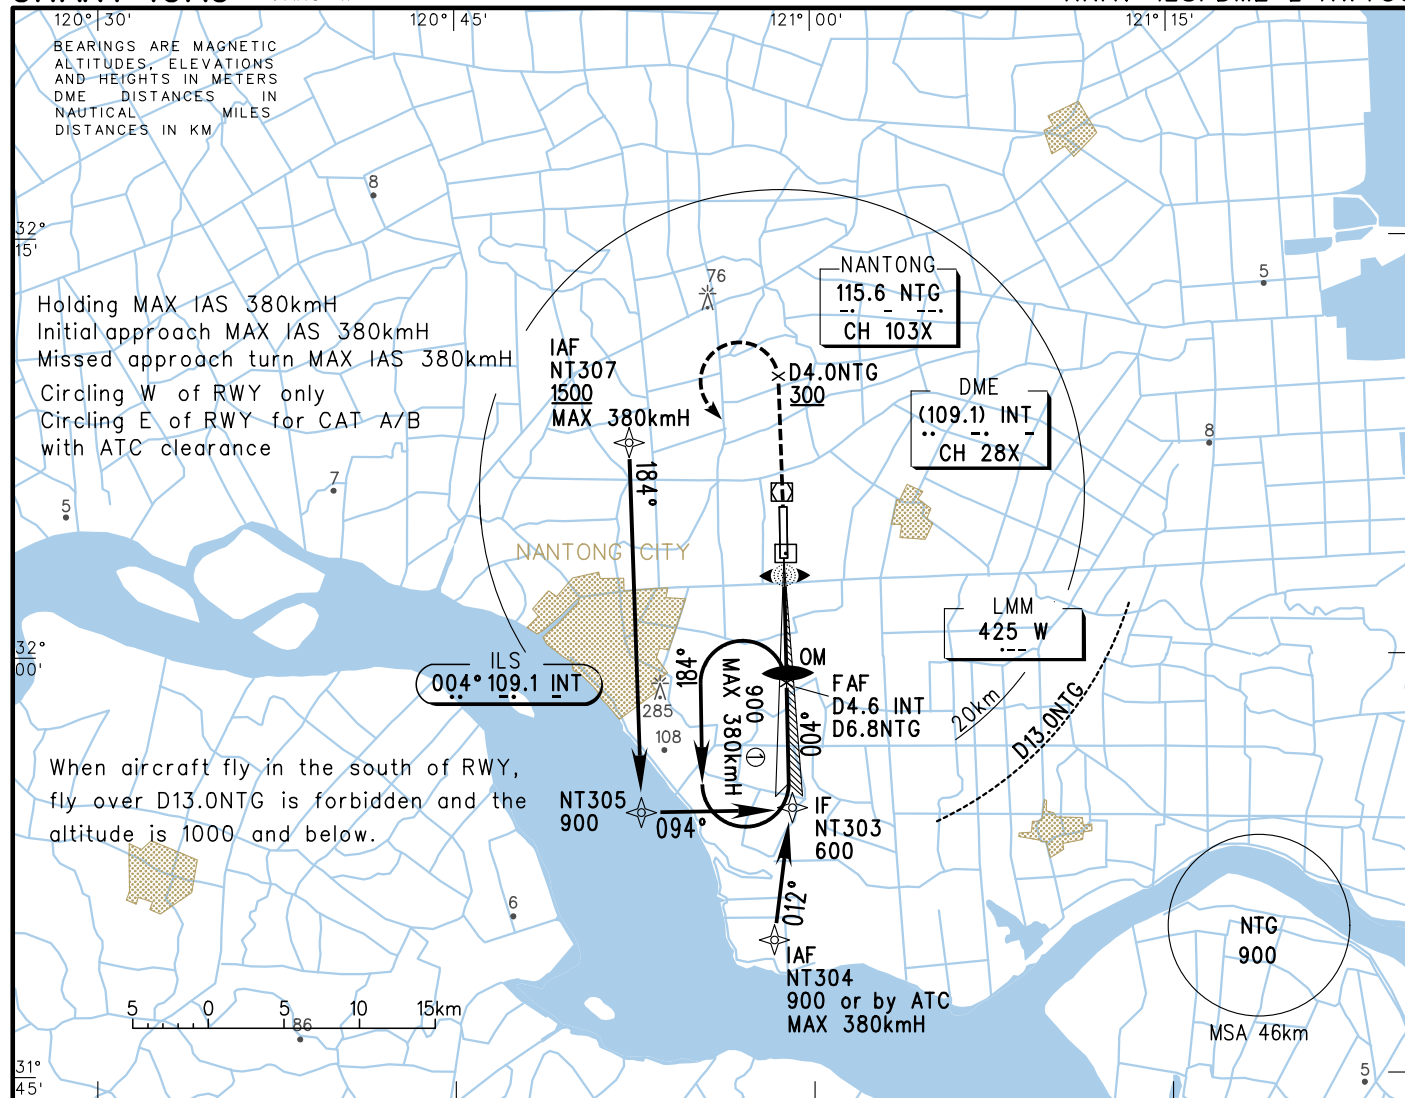 120° 30'
120° 45'
121° 00'
121° 15'
BEARINGS ARE MAGNETIC
ALTITUDES, ELEVATIONS
AND HEIGHTS IN METERS
DME DISTANCES IN
NAUTICAL MILES
DISTANCES IN KM
8
32°
15'
76
NANTONG
115.6 NTG
CH 103X
5
Holding MAX IAS 380kmH
Initial approach MAX IAS 380kmH
Missed approach turn MAX IAS 380kmH
Circling W of RWY only
Circling E of RWY for CAT A/B
with ATC clearance
IAF
NT307
1500
MAX 380kmH
D4.0NTG
300
DME
(109.1) INT
CH 28X
8
184°
7
5
NANTONG CITY
LMM
425 W
32°
00'
ILS
004° 109.1 INT
285
108
184°
MAX 380kmH
900
1
OM
004°
FAF
D4.6 INT
D6.8NTG
20km
D13.0NTG
When aircraft fly in the south of RWY,
fly over D13.0NTG is forbidden and the
altitude is 1000 and below.
NT305
900
094°
IF
NT303
600
012°
6
IAF
NT304
900 or by ATC
MAX 380kmH
NTG
900
MSA 46km
5 0 5 10 15km
86
31°
45'
5